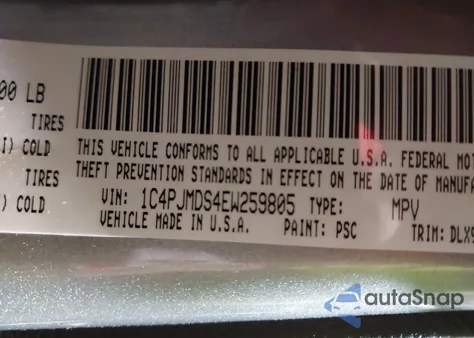 00 LB
TIRES
I) COLD
THIS VEHICLE CONFORMS TO ALL APPLICABLE U.S.A. FEDERAL MO
THEFT PREVENTION STANDARDS IN EFFECT ON THE DATE OF MANUFA
TIRES
I) COLD
VIN: 1C4PJMDS4EW259805 TYPE: MPV
VEHICLE MADE IN U.S.A. PAINT: PSC TRIM: DLX9
autaSnap